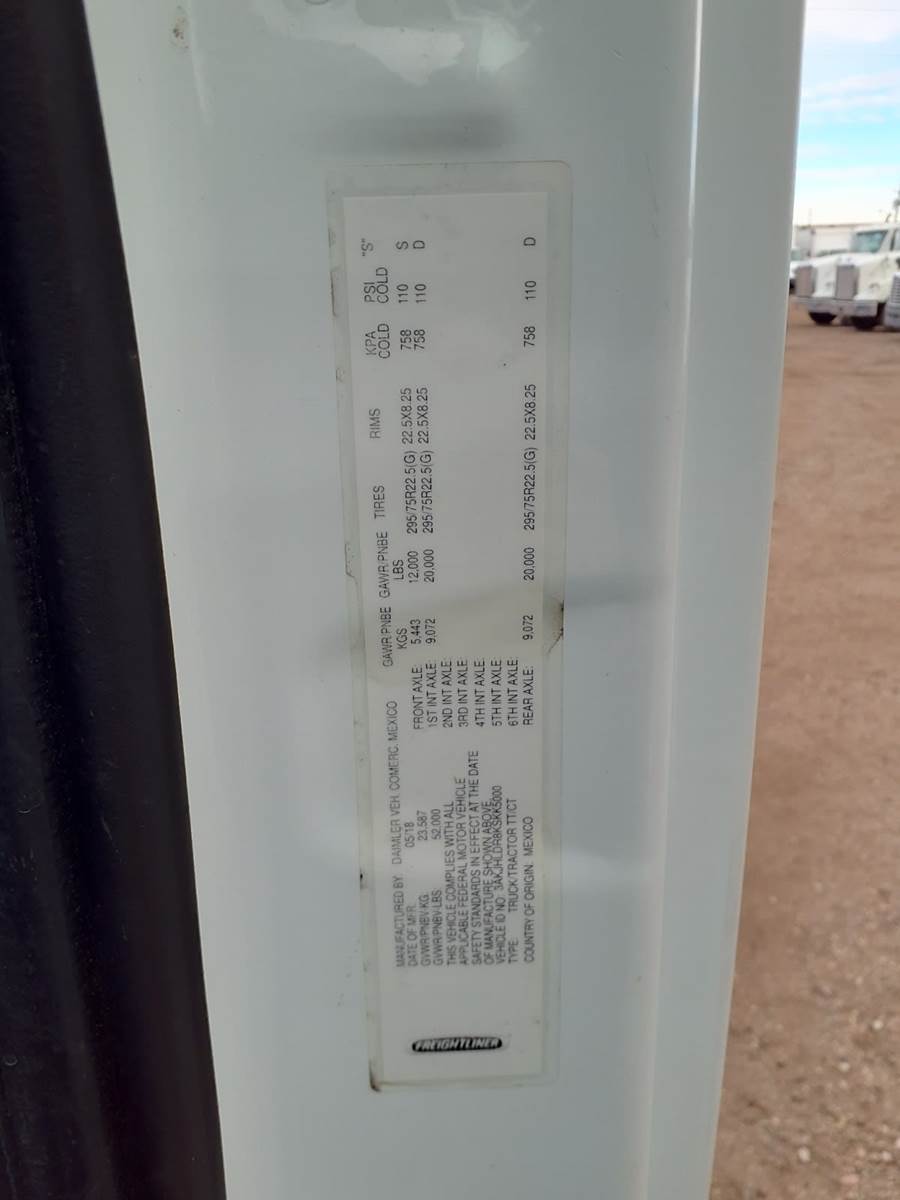 FREIGHTLINER
MANUFACTURED BY DAIMLER VEH. COMERC. MEXICO
DATE OF MFR 05/18
GVWR/PNBV-KG: 23.587
GVWR/PNBV-LBS: 52.000
THIS VEHICLE COMPLIES WITH ALL
APPLICABLE FEDERAL MOTOR VEHICLE
SAFETY STANDARDS IN EFFECT AT THE DATE
OF MANUFACTURE SHOWN ABOVE
VEHICLE ID NO
TYPE TRUCK/TRACTOR TT/CT
COUNTRY OF ORIGIN: MEXICO
GAWR/PNBE GAWR/PNBE TIRES RIMS KPA PSI "S"
KGS LBS COLD COLD
FRONT AXLE: 5,443 12,000 295/75R22.5(G) 22.5X8.25 758 110 S
1ST INT AXLE: 9,072 20,000 295/75R22.5(G) 22.5X8.25 758 110 D
2ND INT AXLE:
3RD INT AXLE
4TH INT AXLE:
5TH INT AXLE
6TH INT AXLE:
REAR AXLE: 9,072 20,000 295/75R22.5(G) 22.5X8.25 758 110 D